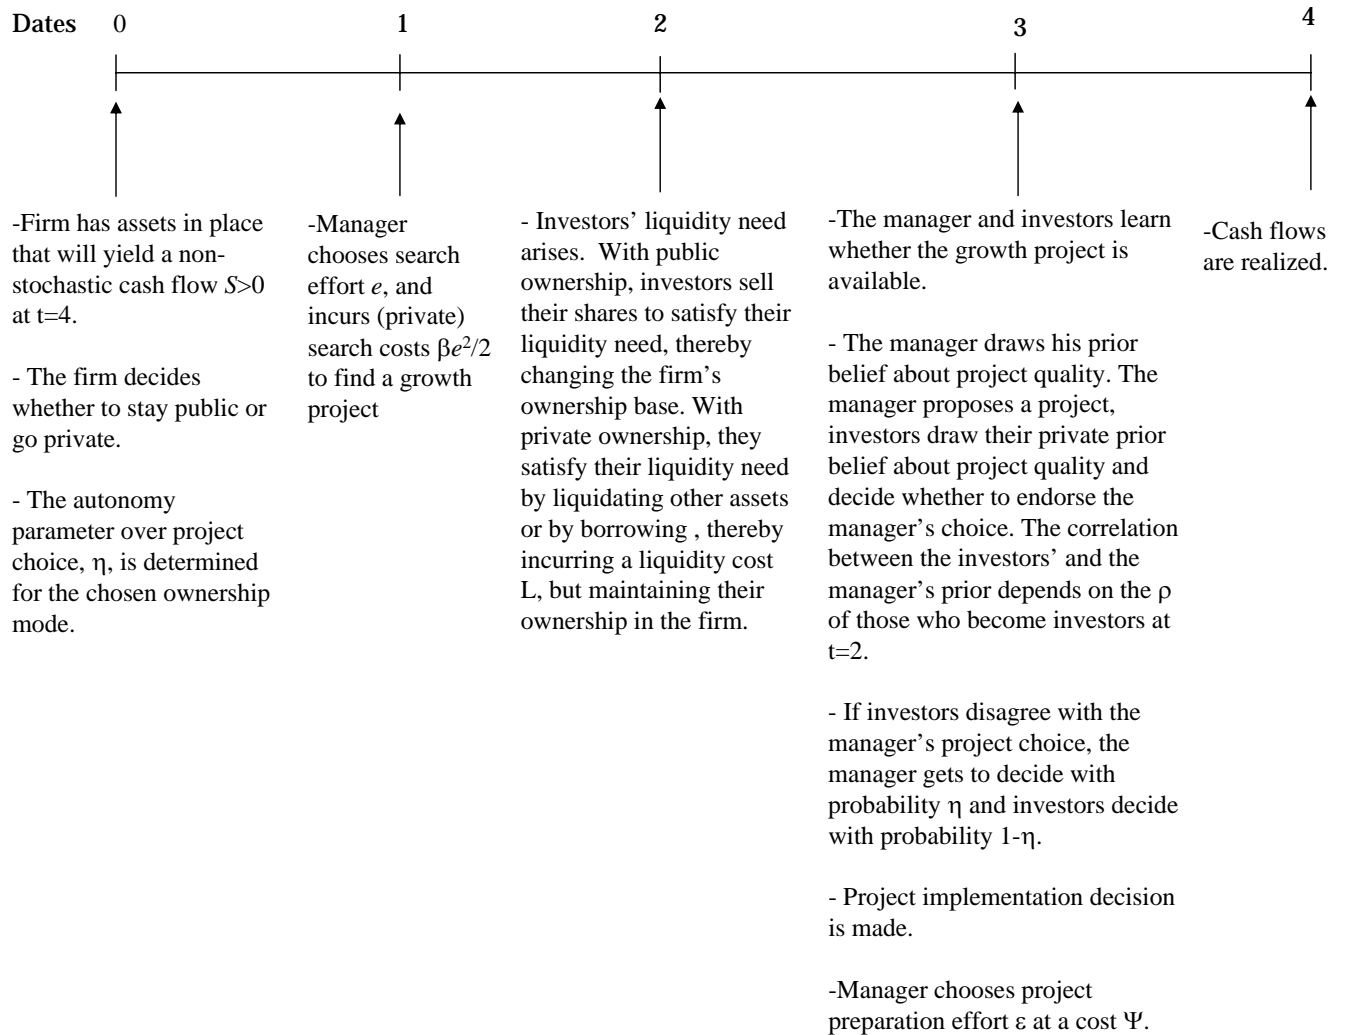 Dates 0 1 2 3 4
-Firm has assets in place
that will yield a non-
stochastic cash flow S>0
at t=4.
- The firm decides
whether to stay public or
go private.
- The autonomy
parameter over project
choice, η, is determined
for the chosen ownership
mode.
-Manager
chooses search
effort e, and
incurs (private)
search costs βe²/2
to find a growth
project
- Investors’ liquidity need
arises. With public
ownership, investors sell
their shares to satisfy their
liquidity need, thereby
changing the firm’s
ownership base. With
private ownership, they
satisfy their liquidity need
by liquidating other assets
or by borrowing , thereby
incurring a liquidity cost
L, but maintaining their
ownership in the firm.
-The manager and investors learn
whether the growth project is
available.
- The manager draws his prior
belief about project quality. The
manager proposes a project,
investors draw their private prior
belief about project quality and
decide whether to endorse the
manager’s choice. The correlation
between the investors’ and the
manager’s prior depends on the ρ
of those who become investors at
t=2.
- If investors disagree with the
manager’s project choice, the
manager gets to decide with
probability η and investors decide
with probability 1-η.
- Project implementation decision
is made.
-Manager chooses project
preparation effort ε at a cost Ψ.
-Cash flows
are realized.